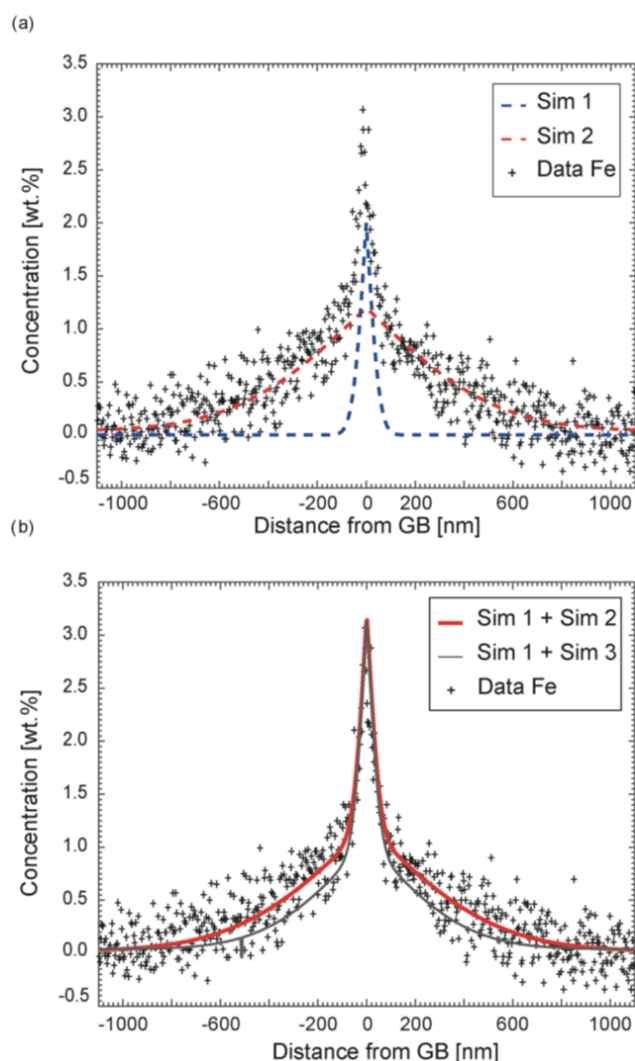 (a)
3.5
3.0
2.5
2.0
1.5
1.0
0.5
0.0
-0.5
Concentration [wt.%]
Sim 1
Sim 2
Data Fe
-1000 -600 -200 0 200 600 1000
Distance from GB [nm]
(b)
3.5
3.0
2.5
2.0
1.5
1.0
0.5
0.0
-0.5
Concentration [wt.%]
Sim 1 + Sim 2
Sim 1 + Sim 3
Data Fe
-1000 -600 -200 0 200 600 1000
Distance from GB [nm]